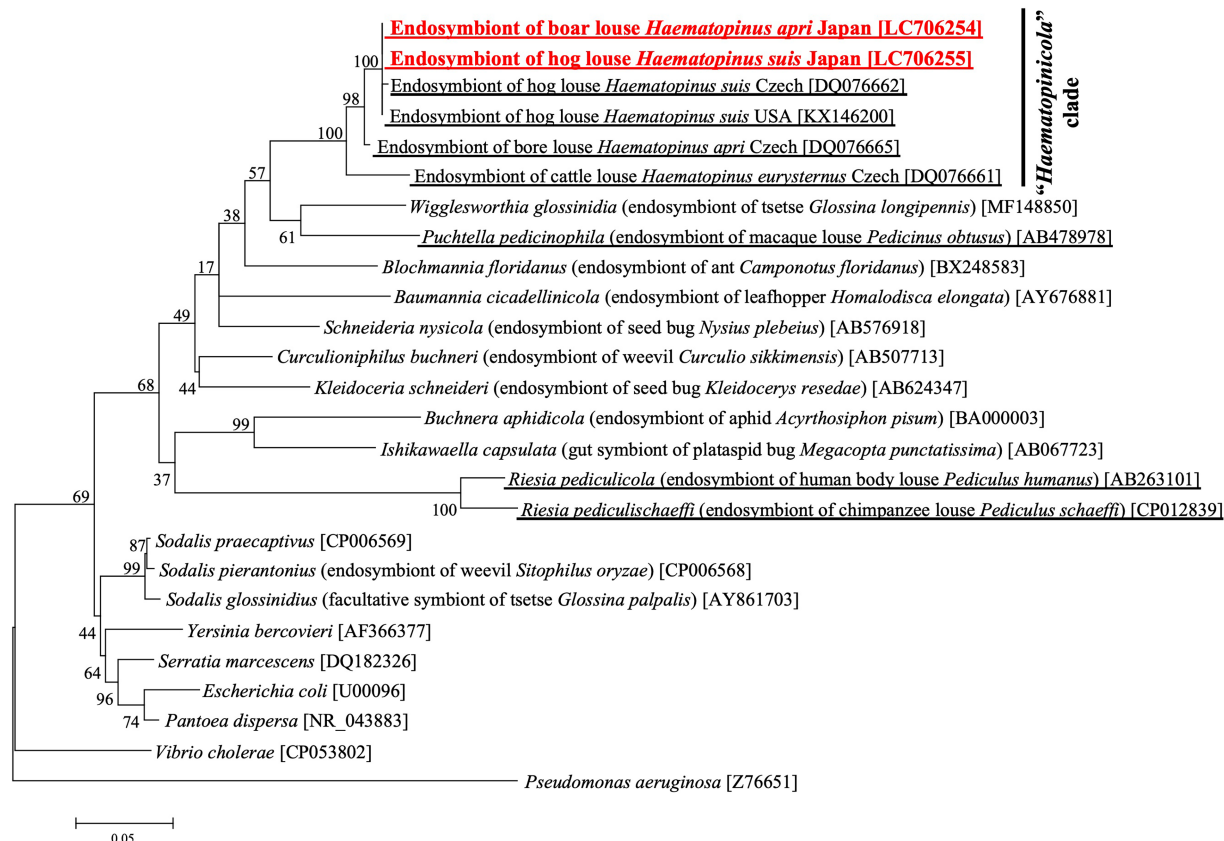 Endosymbiont of boar louse Haematopinus apri Japan [LC706254]
Endosymbiont of hog louse Haematopinus suis Japan [LC706255]
100
Endosymbiont of hog louse Haematopinus suis Czech [DQ076662]
98
Endosymbiont of hog louse Haematopinus suis USA [KX146200]
100
Endosymbiont of bore louse Haematopinus apri Czech [DQ076665]
57
Endosymbiont of cattle louse Haematopinus eurysternus Czech [DQ076661]
"Haematopinicola"
clade
Wigglesworthia glossinidia (endosymbiont of tsetse Glossina longipennis) [MF148850]
38
61
Puchtella pedicinophila (endosymbiont of macaque louse Pedicinus obtusus) [AB478978]
17
Blochmannia floridanus (endosymbiont of ant Camponotus floridanus) [BX248583]
Baumannia cicadellinicola (endosymbiont of leafhopper Homalodisca elongata) [AY676881]
49
Schneideria nysicola (endosymbiont of seed bug Nysius plebeius) [AB576918]
Curculioniphilus buchneri (endosymbiont of weevil Curculio sikkimensis) [AB507713]
68
44
Kleidoceria schneideri (endosymbiont of seed bug Kleidocerys resedae) [AB624347]
99
Buchnera aphidicola (endosymbiont of aphid Acyrthosiphon pisum) [BA000003]
Ishikawaella capsulata (gut symbiont of plataspid bug Megacopta punctatissima) [AB067723]
37
Riesia pediculicola (endosymbiont of human body louse Pediculus humanus) [AB263101]
69
100
Riesia pediculischaeffi (endosymbiont of chimpanzee louse Pediculus schaeffi) [CP012839]
87
Sodalis praecaptivus [CP006569]
99
Sodalis pierantonius (endosymbiont of weevil Sitophilus oryzae) [CP006568]
Sodalis glossinidius (facultative symbiont of tsetse Glossina palpalis) [AY861703]
44
Yersinia bercovieri [AF366377]
64
Serratia marcescens [DQ182326]
96
Escherichia coli [U00096]
74
Pantoea dispersa [NR_043883]
Vibrio cholerae [CP053802]
Pseudomonas aeruginosa [Z76651]
0.05